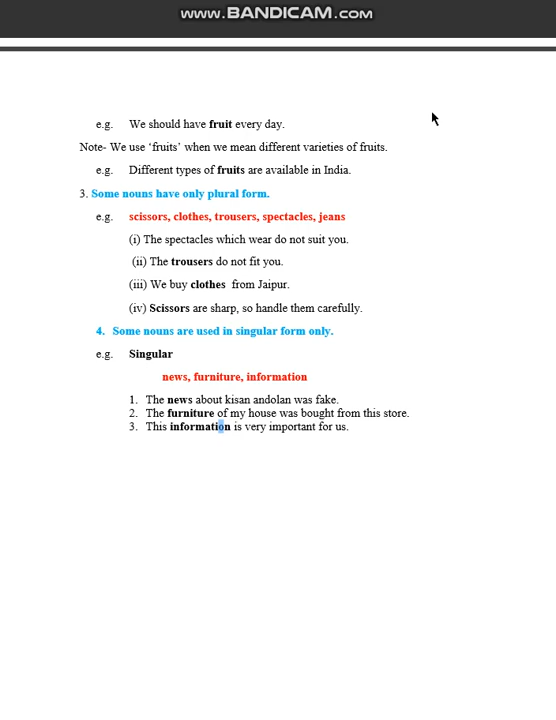 www.BANDICAM.com
e.g. We should have fruit every day.
Note- We use ‘fruits’ when we mean different varieties of fruits.
e.g. Different types of fruits are available in India.
3. Some nouns have only plural form.
e.g. scissors, clothes, trousers, spectacles, jeans
(i) The spectacles which wear do not suit you.
(ii) The trousers do not fit you.
(iii) We buy clothes from Jaipur.
(iv) Scissors are sharp, so handle them carefully.
4. Some nouns are used in singular form only.
e.g. Singular
news, furniture, information
1. The news about kisan andolan was fake.
2. The furniture of my house was bought from this store.
3. This information is very important for us.